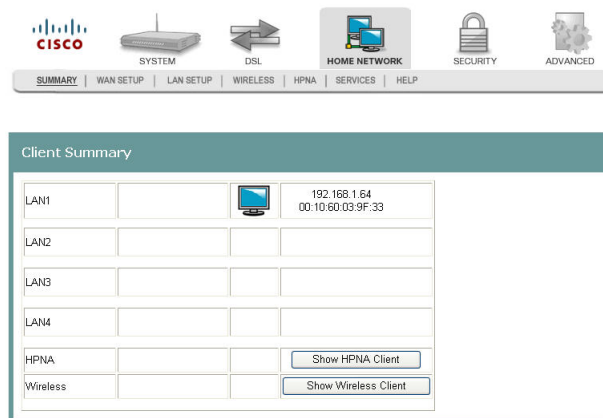 CISCO
SYSTEM
DSL
HOME NETWORK
SECURITY
ADVANCED
SUMMARY | WAN SETUP | LAN SETUP | WIRELESS | HPNA | SERVICES | HELP
Client Summary
LAN1
192.168.1.64
00:10:60:03:9F:33
LAN2
LAN3
LAN4
HPNA
Show HPNA Client
Wireless
Show Wireless Client